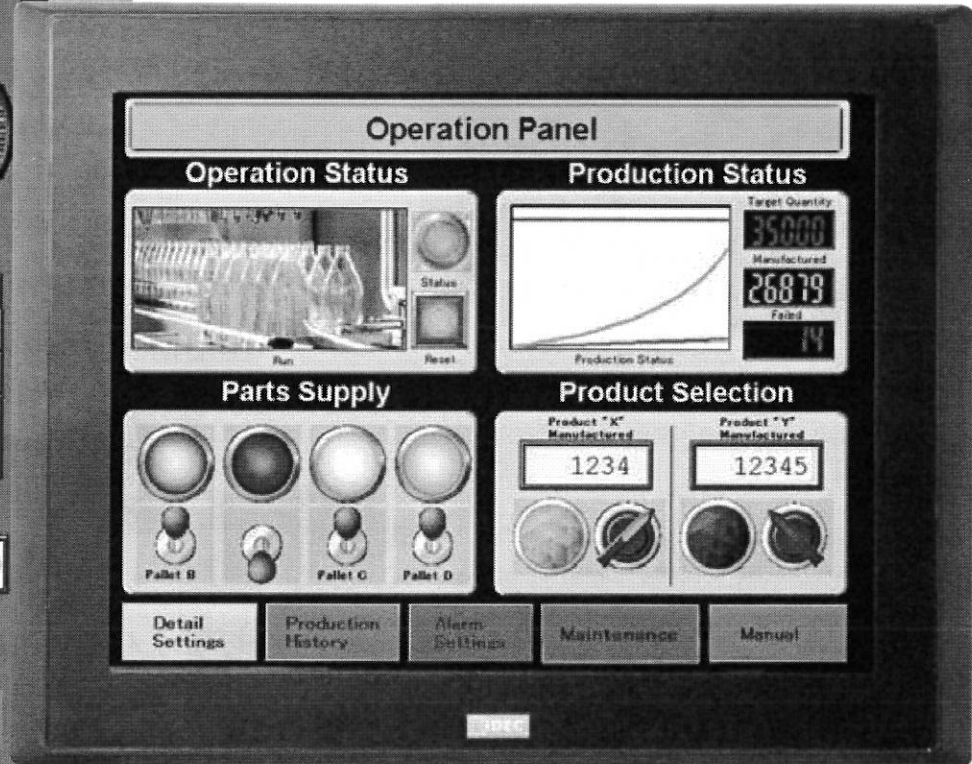 Operation Panel
Operation Status
Production Status
Target Quantity
35000
Manufactured
26879
Failed
14
Status
Reset
Run
Production Status
Parts Supply
Product Selection
Product "X"
Manufactured
1234
Product "Y"
Manufactured
12345
Pallet B
Pallet C
Pallet D
Detail
Settings
Production
History
Alarm
Settings
Maintenance
Manual
IDEC